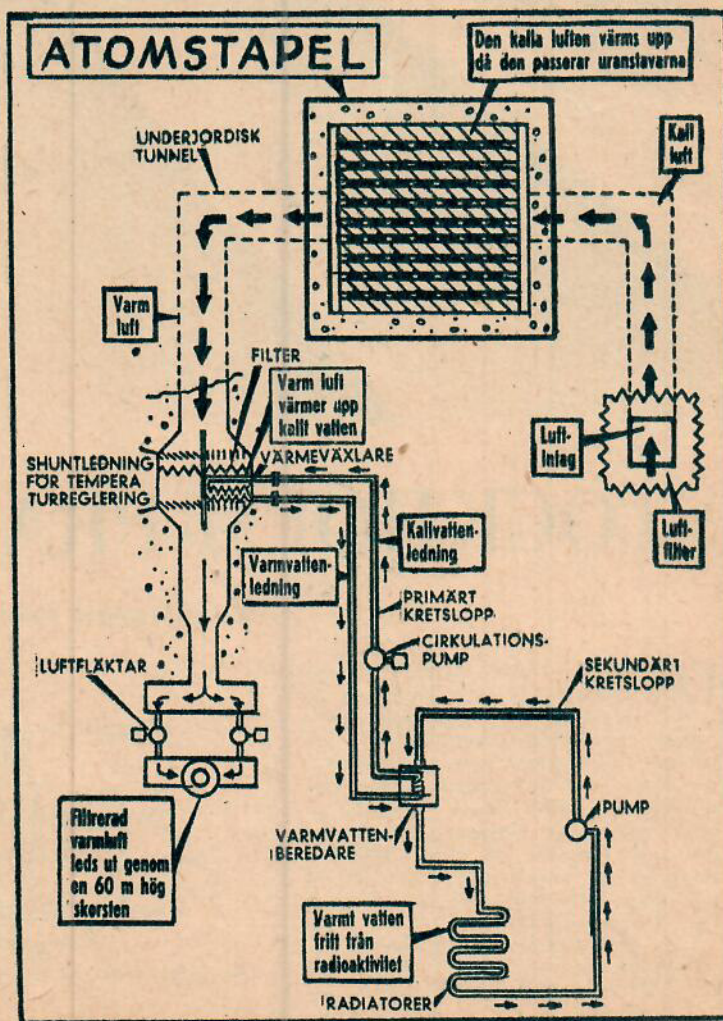 ATOMSTAPEL
Den kalla luften värms upp
då den passerar uranstavarna
UNDERJORDISK
TUNNEL
Kall
luft
Varm
luft
FILTER
Varm luft
värmer upp
kallt vatten
VÄRMEVÄXLARE
SHUNTLEDNING
FÖR TEMPERA
TURREGLERING
Luft-
intag
Luft-
filter
Kallvatten-
ledning
Varmvatten-
ledning
PRIMÄRT
KRETSLOPP
CIRKULATIONS-
PUMP
LUFTFLÄKTAR
SEKUNDÄRT
KRETSLOPP
PUMP
VARMVATTEN-
BEREDARE
Filtrerad
varmluft
leds ut genom
en 60 m hög
skorsten
Varmt vatten
fritt från
radioaktivitet
RADIATORER